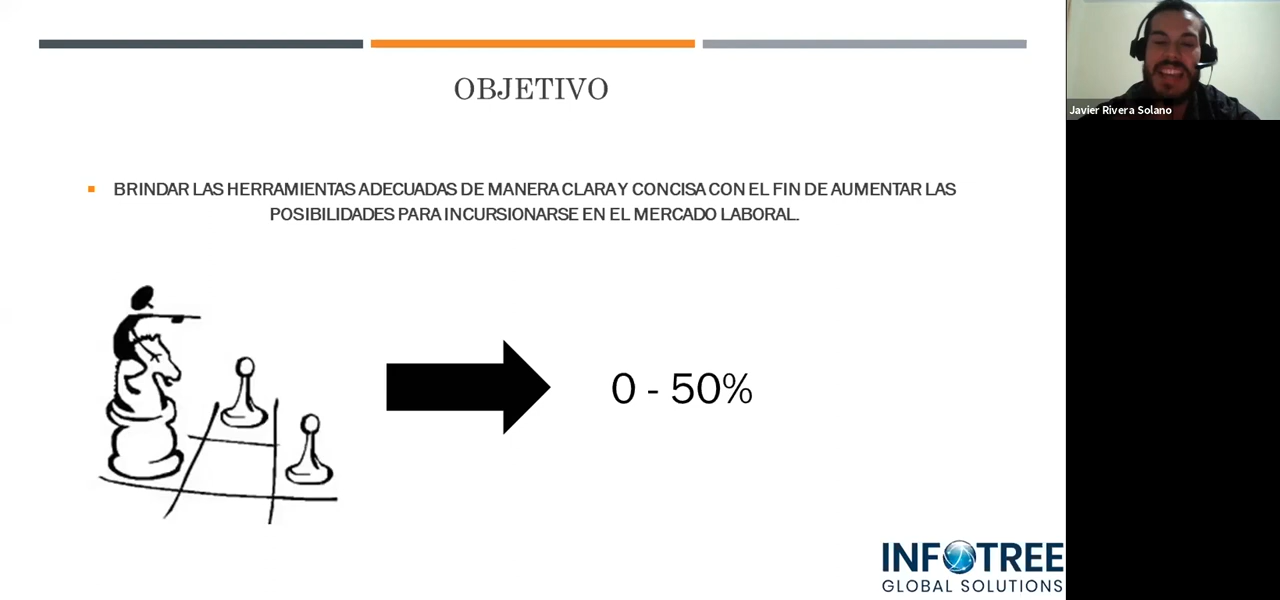 OBJETIVO
BRINDAR LAS HERRAMIENTAS ADECUADAS DE MANERA CLARA Y CONCISA CON EL FIN DE AUMENTAR LAS
POSIBILIDADES PARA INCURSIONARSE EN EL MERCADO LABORAL.
0 - 50%
INFOTREE
GLOBAL SOLUTIONS
Javier Rivera Solano